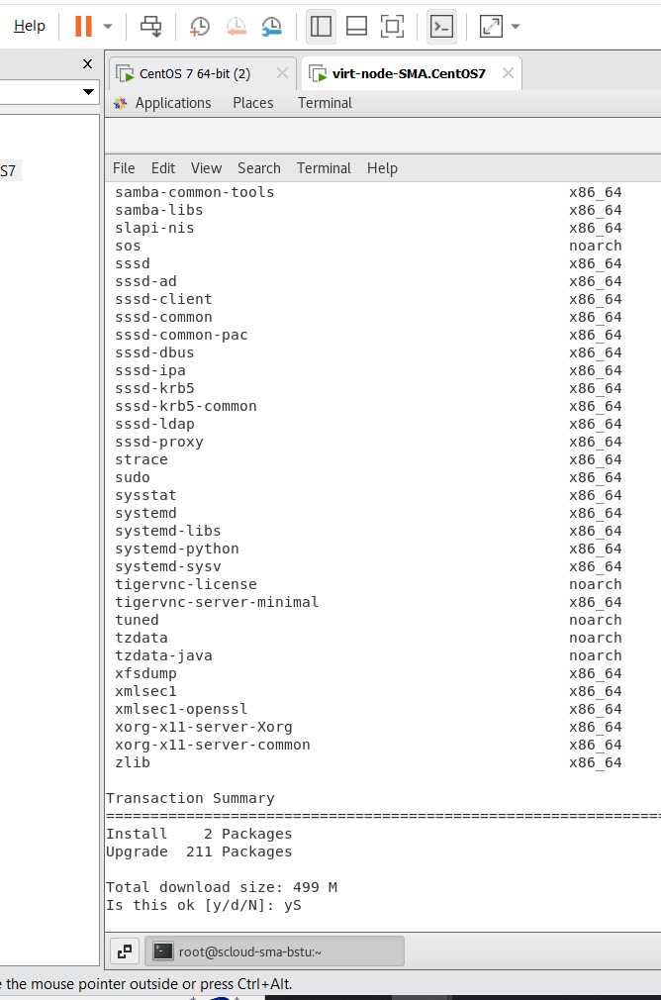 Help
CentOS 7 64-bit (2)
virt-node-SMA.CentOS7
Applications Places Terminal
S7
File Edit View Search Terminal Help
samba-common-tools x86_64
samba-libs x86_64
slapi-nis x86_64
sos noarch
sssd x86_64
sssd-ad x86_64
sssd-client x86_64
sssd-common x86_64
sssd-common-pac x86_64
sssd-dbus x86_64
sssd-ipa x86_64
sssd-krb5 x86_64
sssd-krb5-common x86_64
sssd-ldap x86_64
sssd-proxy x86_64
strace x86_64
sudo x86_64
sysstat x86_64
systemd x86_64
systemd-libs x86_64
systemd-python x86_64
systemd-sysv x86_64
tigervnc-license noarch
tigervnc-server-minimal x86_64
tuned noarch
tzdata noarch
tzdata-java noarch
xfsdump x86_64
xmlsec1 x86_64
xmlsec1-openssl x86_64
xorg-x11-server-Xorg x86_64
xorg-x11-server-common x86_64
zlib x86_64
Transaction Summary
================================================================
Install 2 Packages
Upgrade 211 Packages
Total download size: 499 M
Is this ok [y/d/N]: yS
root@scloud-sma-bstu:~
e the mouse pointer outside or press Ctrl+Alt.